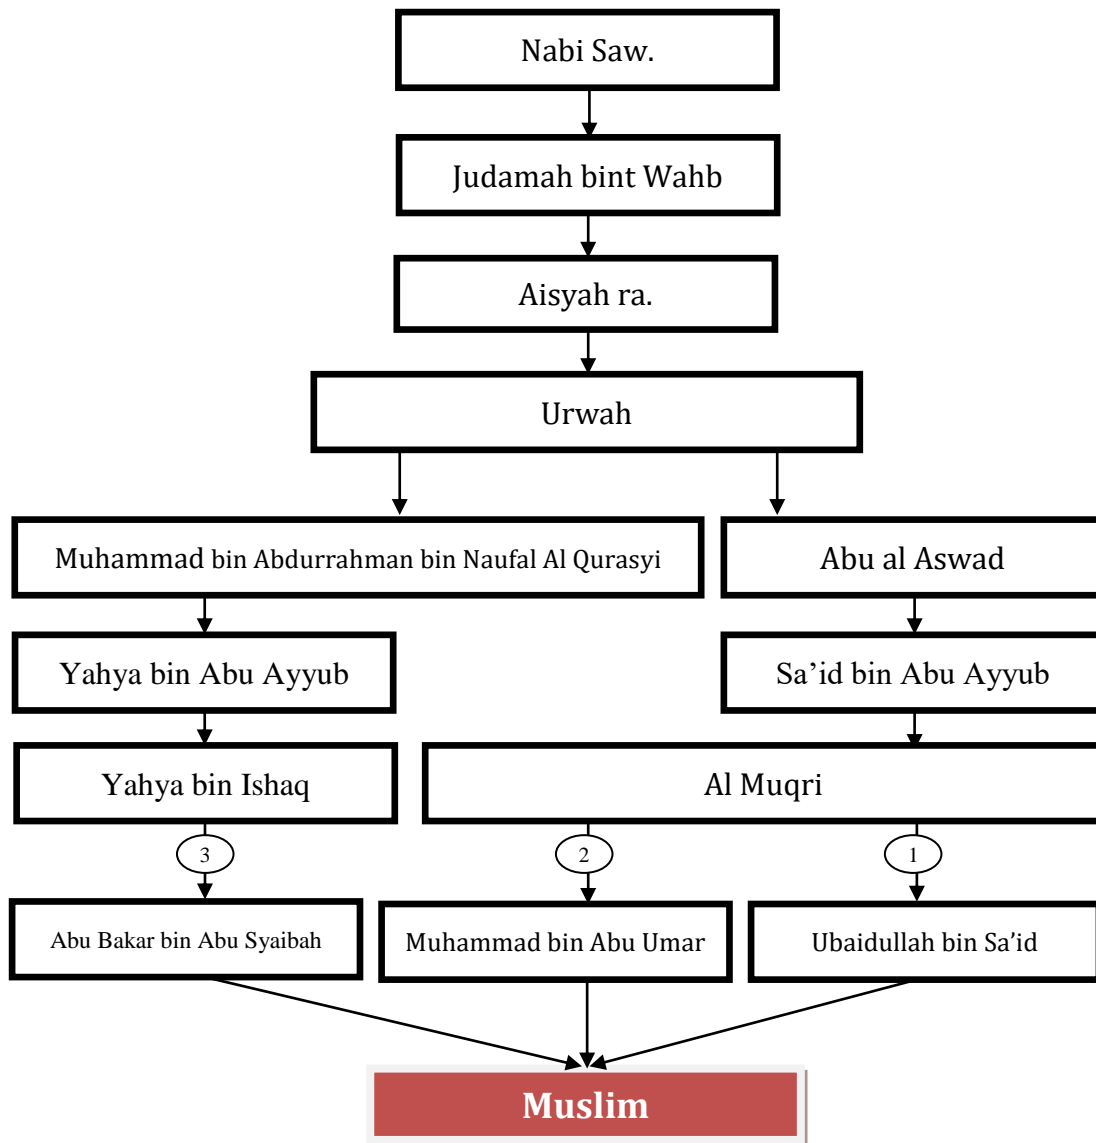 Nabi Saw.
Judamah bint Wahb
Aisyah ra.
Urwah
Muhammad bin Abdurrahman bin Naufal Al Qurasyi
Abu al Aswad
Yahya bin Abu Ayyub
Sa’id bin Abu Ayyub
Yahya bin Ishaq
Al Muqri
3
2
1
Abu Bakar bin Abu Syaibah
Muhammad bin Abu Umar
Ubaidullah bin Sa’id
Muslim